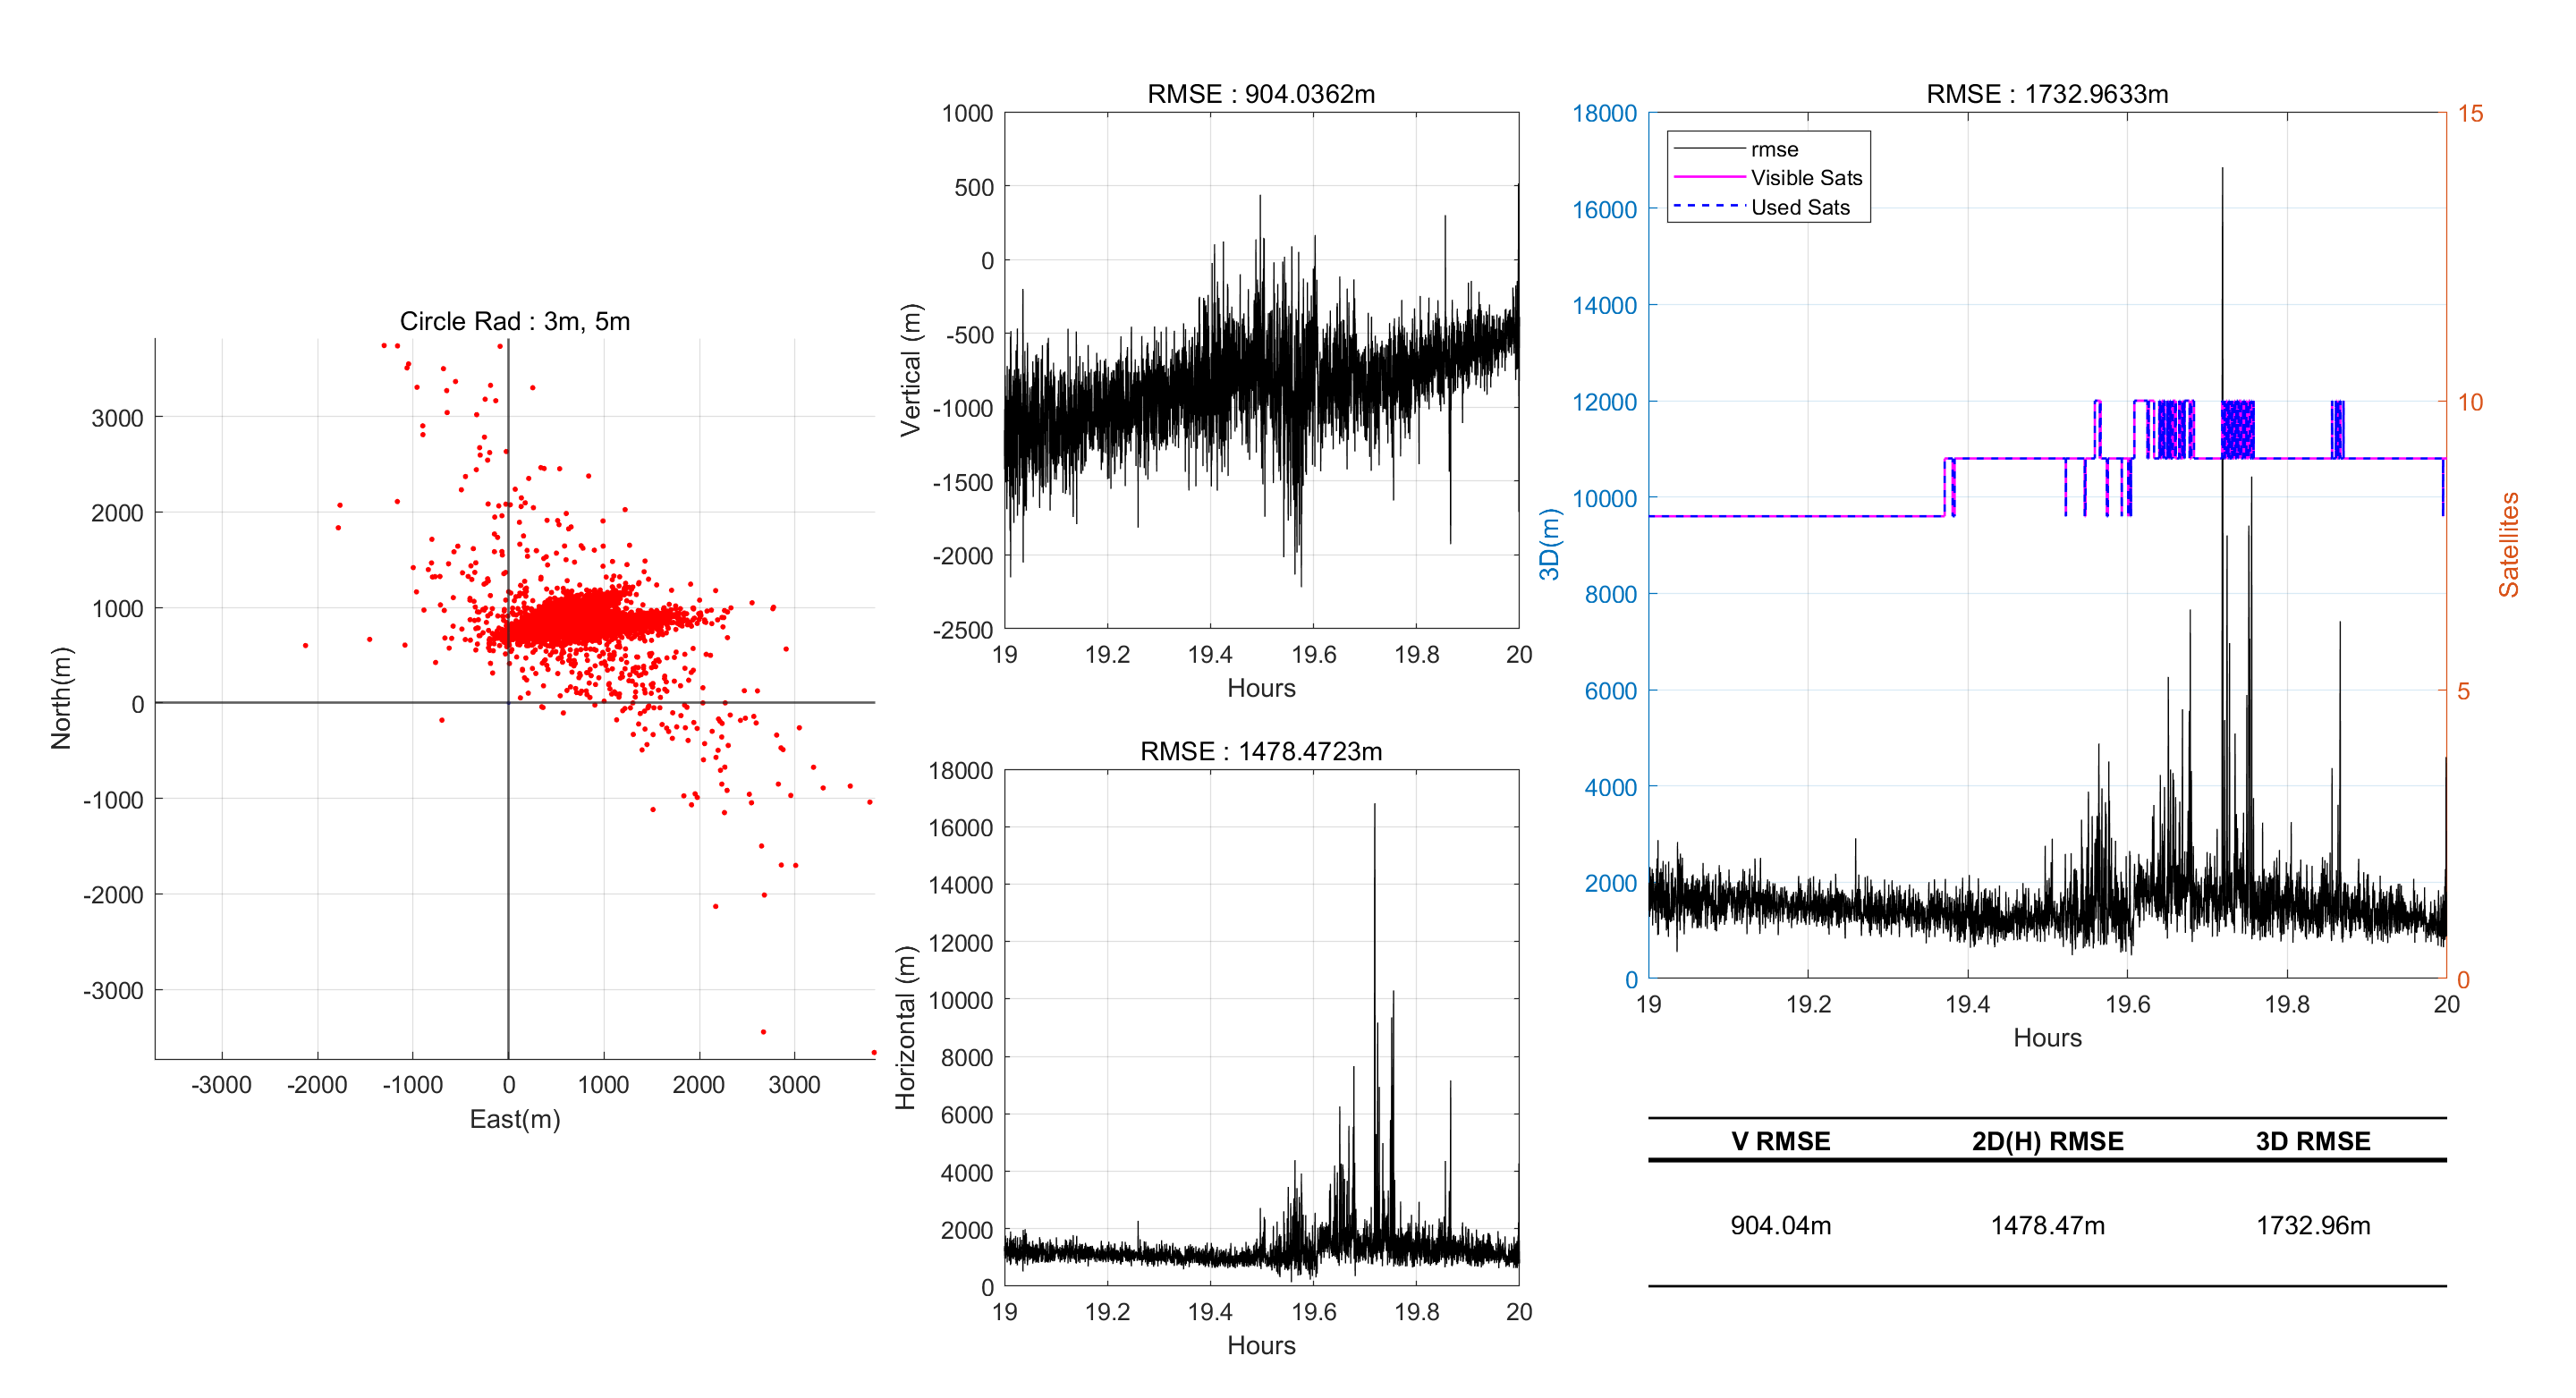 Circle Rad : 3m, 5m
3000
2000
1000
0
-1000
-2000
-3000
North(m)
-3000 -2000 -1000 0 1000 2000 3000
East(m)
RMSE : 904.0362m
1000
500
0
-500
-1000
-1500
-2000
-2500
Vertical (m)
19 19.2 19.4 19.6 19.8 20
Hours
RMSE : 1478.4723m
18000
16000
14000
12000
10000
8000
6000
4000
2000
0
Horizontal (m)
19 19.2 19.4 19.6 19.8 20
Hours
RMSE : 1732.9633m
18000
16000
14000
12000
10000
8000
6000
4000
2000
0
3D(m)
rmse
Visible Sats
Used Sats
15
10
5
0
Satellites
19 19.2 19.4 19.6 19.8 20
Hours
V RMSE 2D(H) RMSE 3D RMSE
904.04m 1478.47m 1732.96m